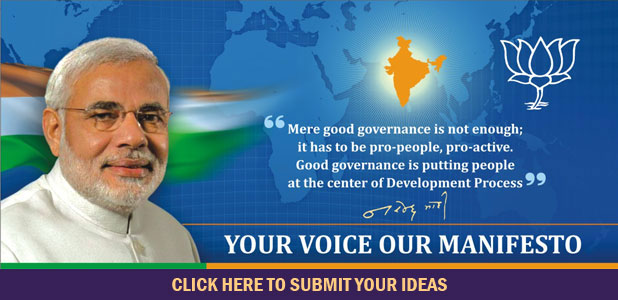 “Mere good governance is not enough;
it has to be pro-people, pro-active.
Good governance is putting people
at the center of Development Process”
नरेन्द्र मोदी
YOUR VOICE OUR MANIFESTO
CLICK HERE TO SUBMIT YOUR IDEAS